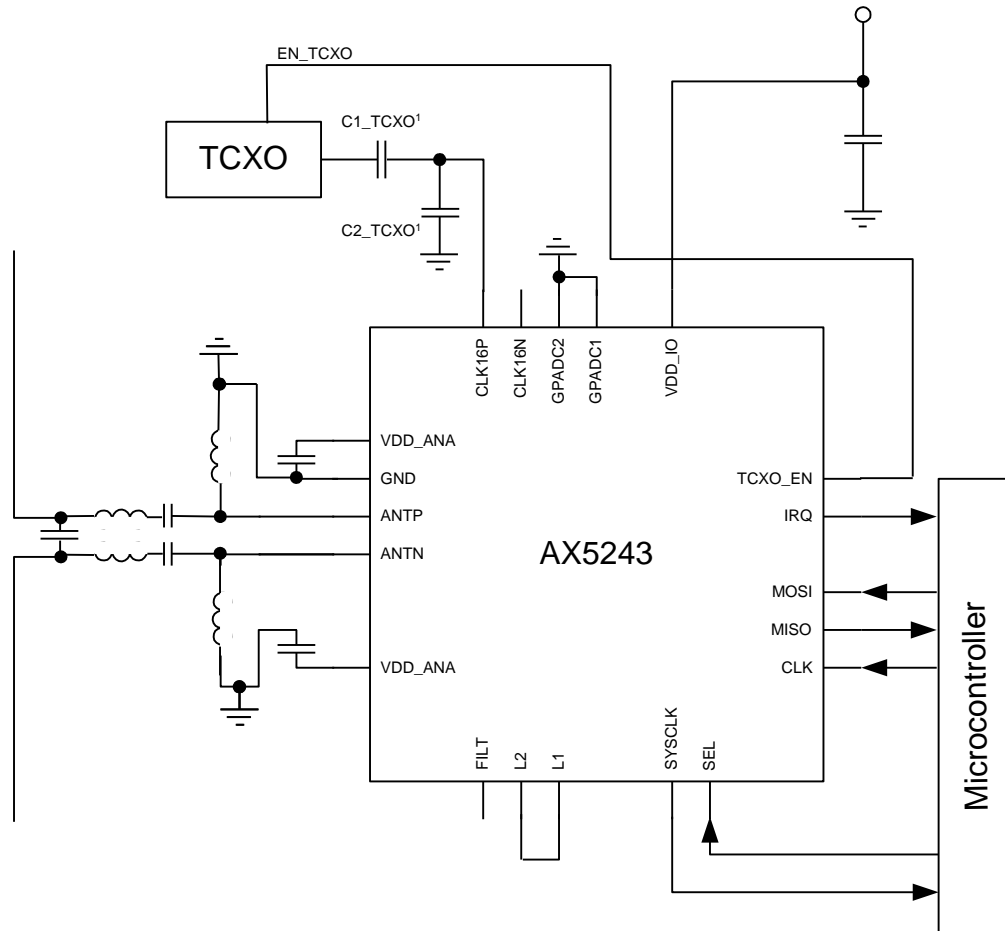 EN_TCXO
C1_TCXO¹
TCXO
C2_TCXO¹
CLK16P
CLK16N
GPADC2
GPADC1
VDD_IO
VDD_ANA
GND
TCXO_EN
ANTP
IRQ
ANTN
AX5243
MOSI
MISO
VDD_ANA
CLK
Microcontroller
FILT
L2
L1
SYSCLK
SEL